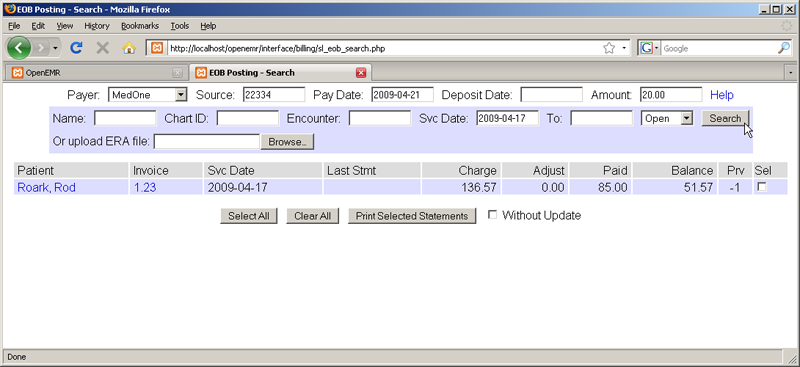 EOB Posting - Search - Mozilla Firefox
File Edit View History Bookmarks Tools Help
http://localhost/openemr/interface/billing/sl_eob_search.php Google
OpenEMR EOB Posting - Search
Payer: MedOne Source: 22334 Pay Date: 2009-04-21 Deposit Date: Amount: 20.00 Help
Name: Chart ID: Encounter: Svc Date: 2009-04-17 To: Open Search
Or upload ERA file: Browse...
Patient Invoice Svc Date Last Stmt Charge Adjust Paid Balance Prv Sel
Roark, Rod 1.23 2009-04-17 136.57 0.00 85.00 51.57 -1
Select All Clear All Print Selected Statements Without Update
Done